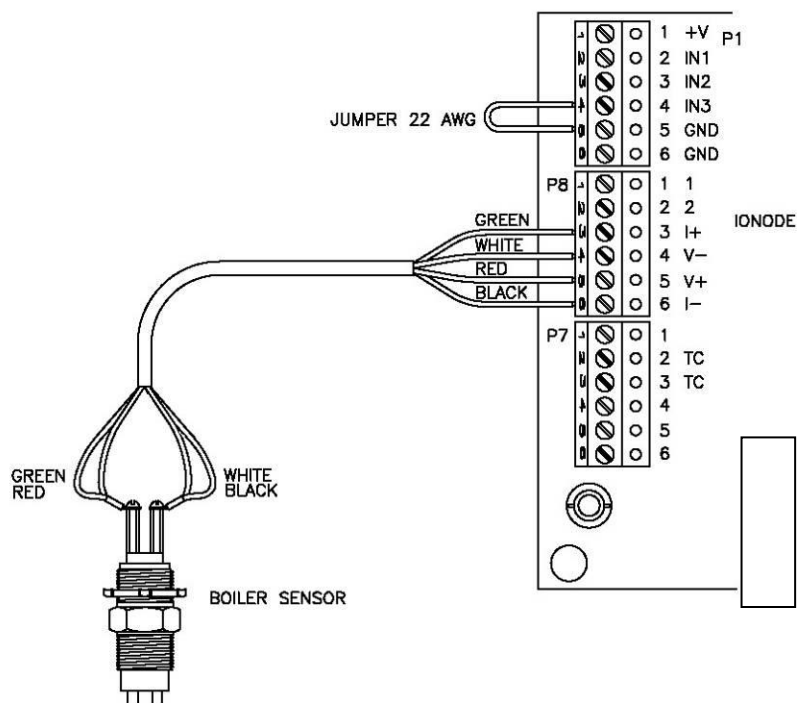 1 +V P1
2 IN1
3 IN2
JUMPER 22 AWG 4 IN3
5 GND
6 GND
P8 1 1
2 2
IONODE
GREEN 3 I+
WHITE 4 V-
RED 5 V+
BLACK 6 I-
P7 1
2 TC
3 TC
4
5
6
GREEN
RED
WHITE
BLACK
BOILER SENSOR